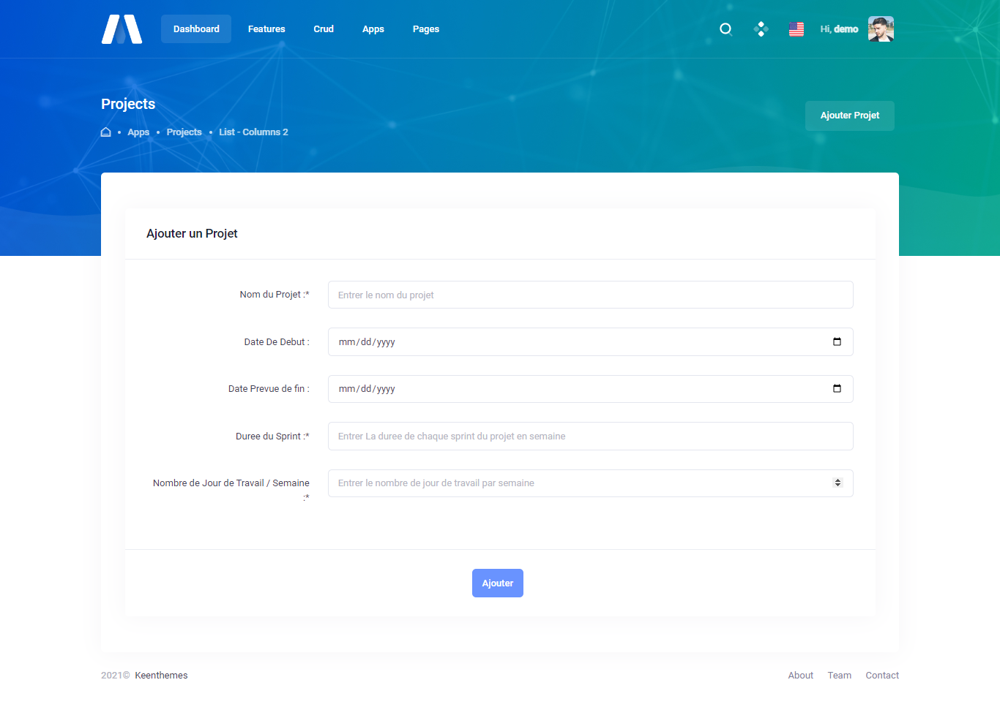 Dashboard Features Crud Apps Pages Hi, demo
Projects
Ajouter Projet
• Apps • Projects • List - Columns 2
Ajouter un Projet
Nom du Projet :* Entrer le nom du projet
Date De Debut : mm/dd/yyyy
Date Prevue de fin : mm/dd/yyyy
Duree du Sprint :* Entrer La duree de chaque sprint du projet en semaine
Nombre de Jour de Travail / Semaine Entrer le nombre de jour de travail par semaine
:*
Ajouter
2021© Keenthemes About Team Contact